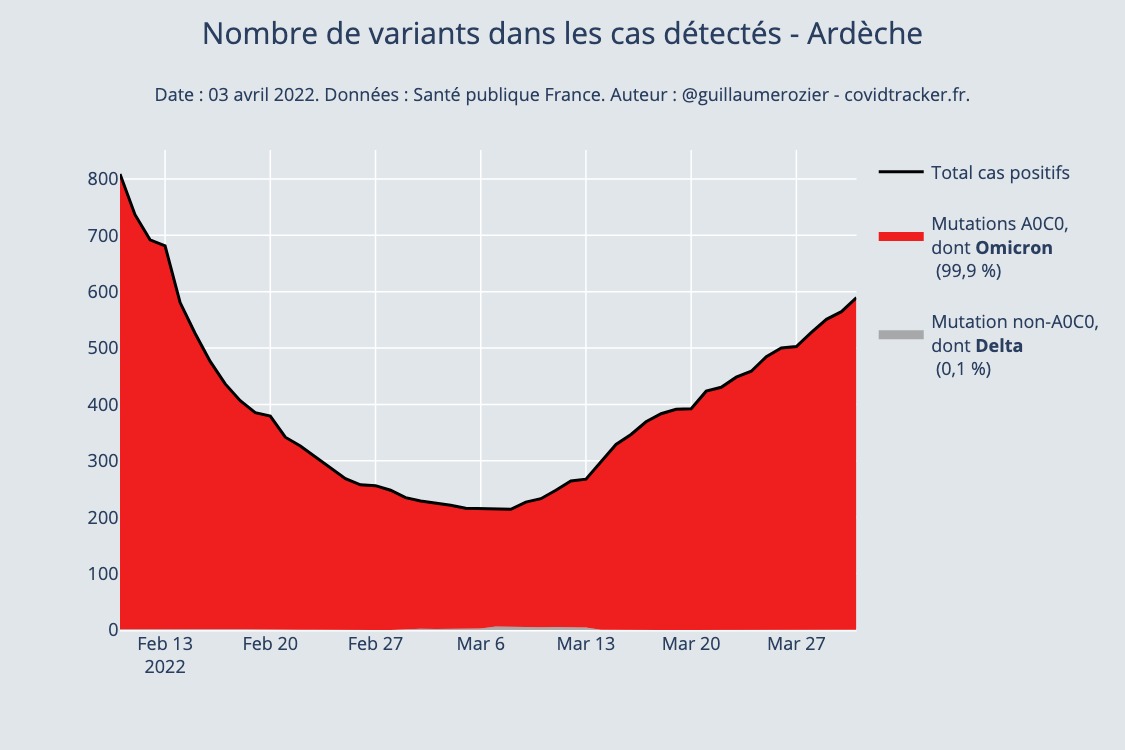 Nombre de variants dans les cas détectés - Ardèche
Date : 03 avril 2022. Données : Santé publique France. Auteur : @guillaumerozier - covidtracker.fr.
800
700
600
500
400
300
200
100
0
Feb 13
2022
Feb 20
Feb 27
Mar 6
Mar 13
Mar 20
Mar 27
Total cas positifs
Mutations A0C0,
dont Omicron
(99,9 %)
Mutation non-A0C0,
dont Delta
(0,1 %)